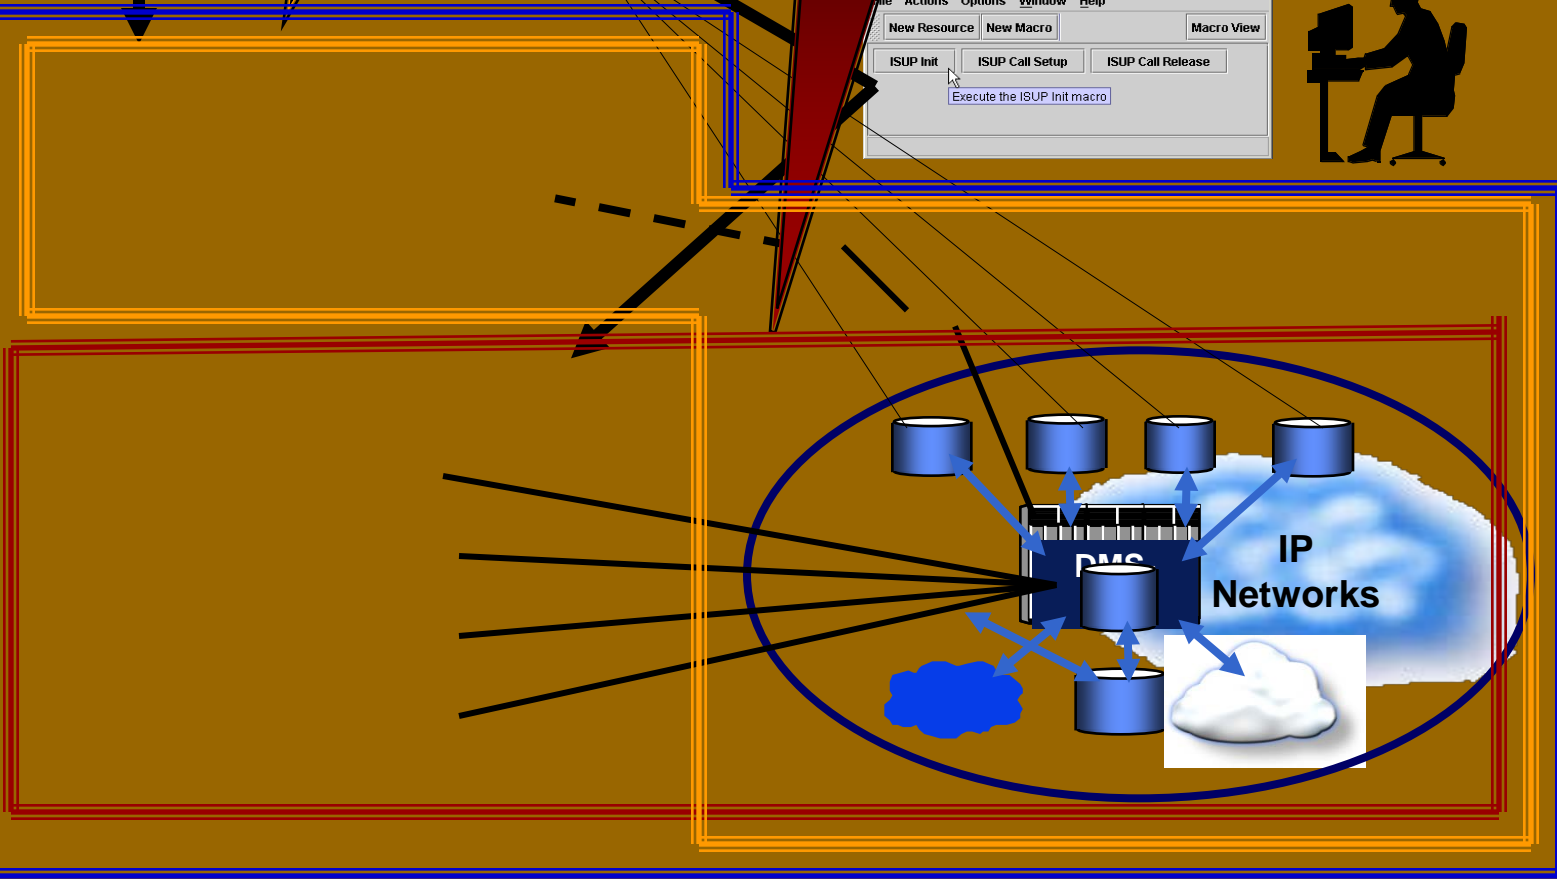 Actions Options Window Help
New Resource New Macro Macro View
ISUP Init ISUP Call Setup ISUP Call Release
Execute the ISUP Init macro
IP
Networks
DMS